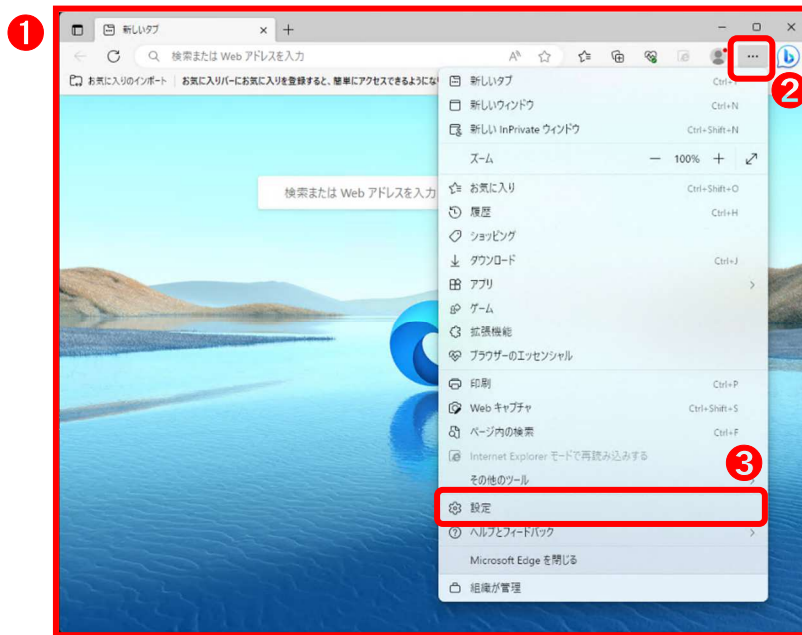 1
新しいタブ
検索または Web アドレスを入力
2
お気に入りのインポート
お気に入りバーにお気に入りを登録すると、簡単にアクセスできるようにな
検索または Web アドレスを入力
新しいタブ
新しいウィンドウ Ctrl+N
新しい InPrivate ウィンドウ Ctrl+Shift+N
ズーム — 100% +
お気に入り Ctrl+Shift+O
履歴 Ctrl+H
ショッピング
ダウンロード Ctrl+J
アプリ
ゲーム
拡張機能
ブラウザーのエッセンシャル
印刷 Ctrl+P
Web キャプチャ Ctrl+Shift+S
ページ内の検索 Ctrl+F
Internet Explorer モードで再読み込みする
3
その他のツール
設定
ヘルプとフィードバック
Microsoft Edge を閉じる
組織が管理